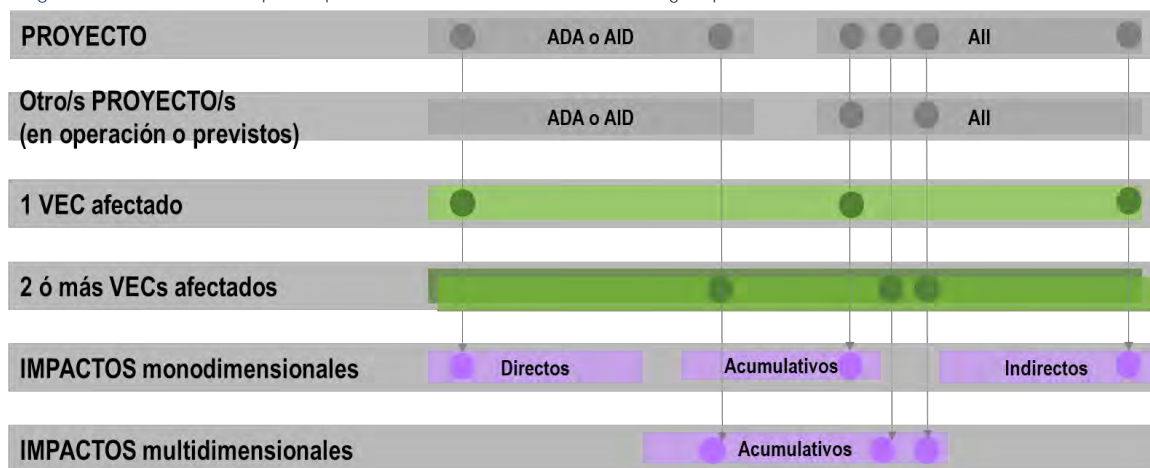 PROYECTO
ADA o AID
AII
Otro/s PROYECTO/s
(en operación o previstos)
ADA o AID
AII
1 VEC afectado
2 ó más VECs afectados
IMPACTOS monodimensionales
Directos
Acumulativos
Indirectos
IMPACTOS multidimensionales
Acumulativos